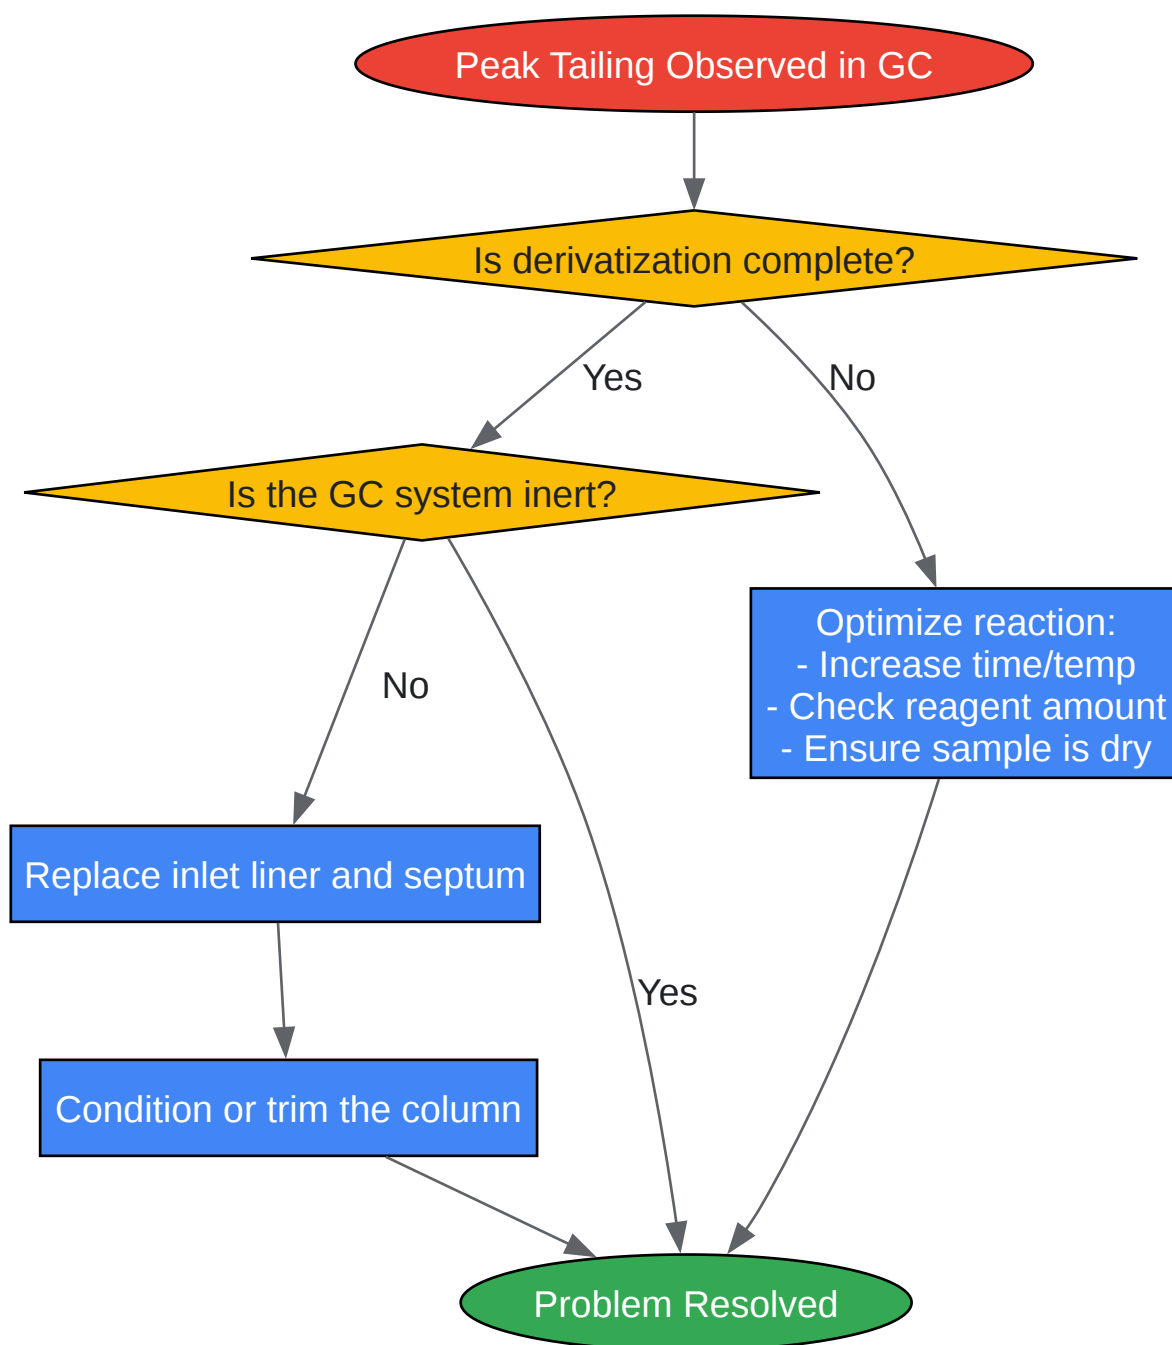 Peak Tailing Observed in GC
Is derivatization complete?
Yes
No
Is the GC system inert?
Optimize reaction:
- Increase time/temp
- Check reagent amount
- Ensure sample is dry
No
Replace inlet liner and septum
Yes
Condition or trim the column
Problem Resolved